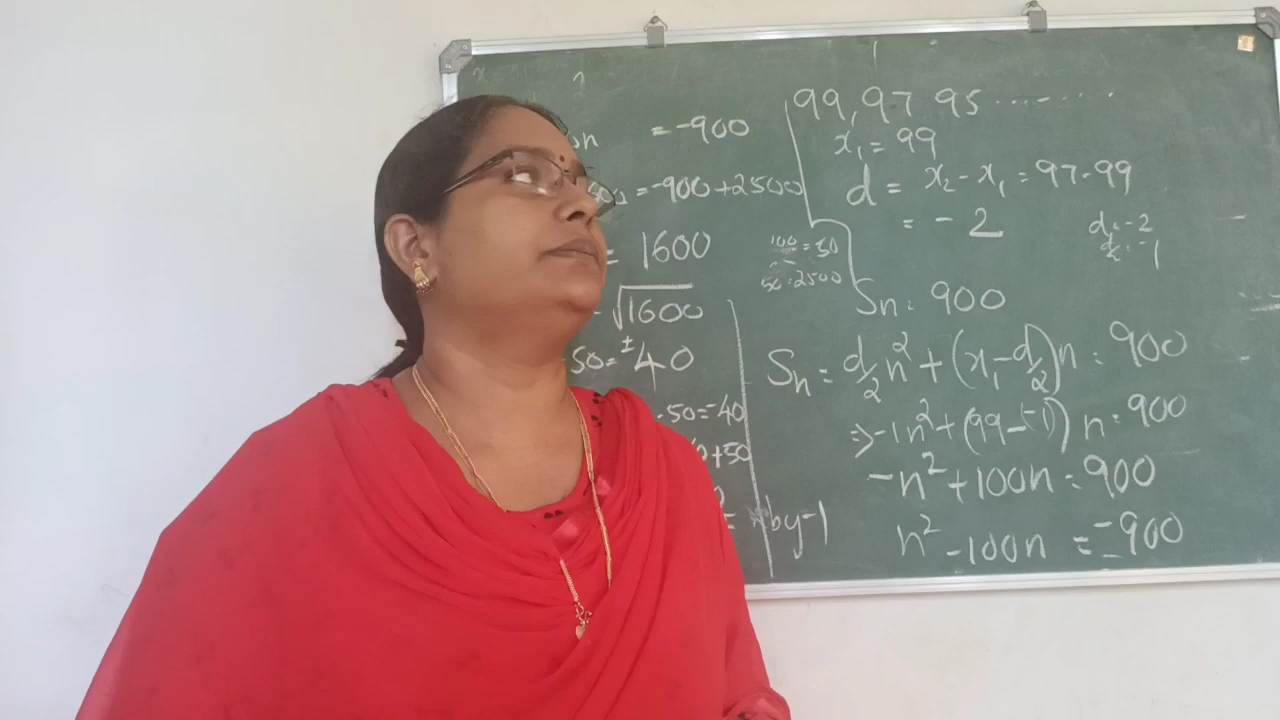 = -900
= -900+2500
= 1600
√1600
50 = ± 40
- 50 = -40
+50
99, 97 95 .......
x₁ = 99
d = x₂ - x₁ = 97-99
= - 2
d = -2
100 = 50
50 = 2500
Sn = 900
Sn = d/2 n² + (x₁ - d/2) n = 900
⇒ -1n² + (99 - (-1)) n = 900
-n² + 100n = 900
by -1
n² - 100n = -900